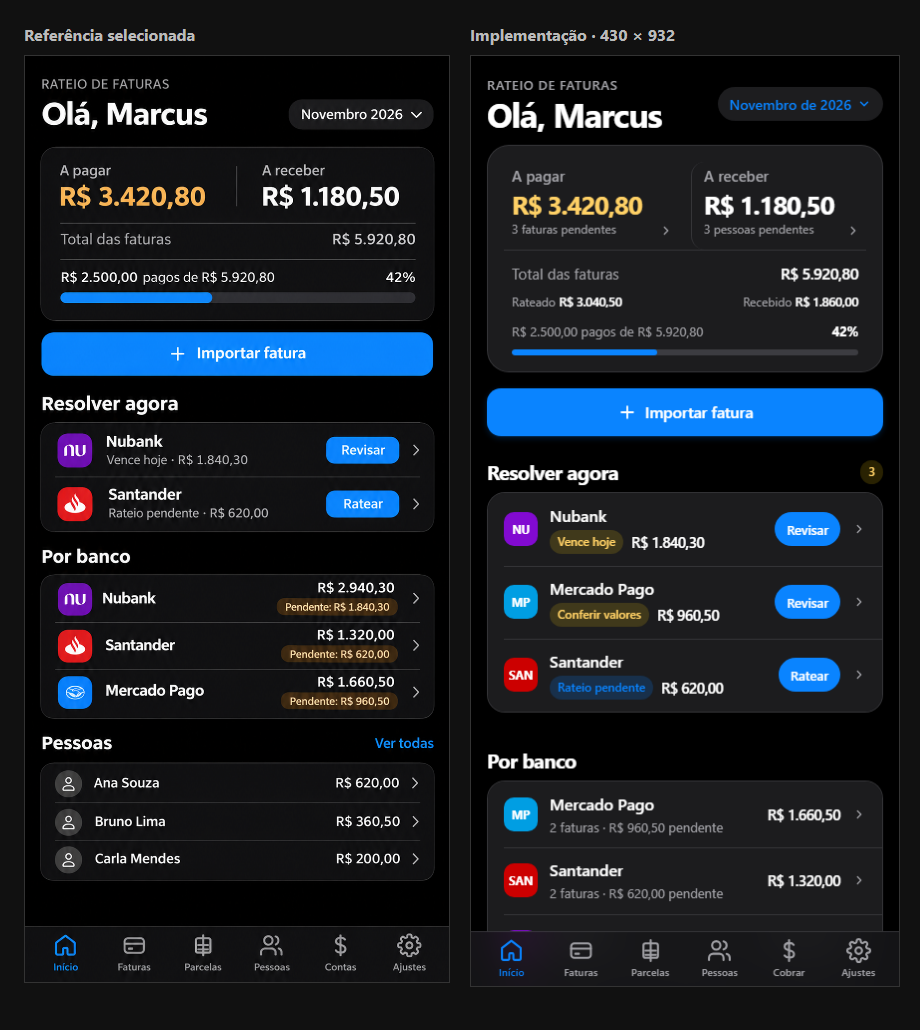 Referência selecionada
RATEIO DE FATURAS
Olá, Marcus
Novembro 2026
A pagar
A receber
R$ 3.420,80
R$ 1.180,50
Total das faturas
R$ 5.920,80
R$ 2.500,00 pagos de R$ 5.920,80
42%
+ Importar fatura
Resolver agora
nu
Nubank
Vence hoje · R$ 1.840,30
Revisar
Santander
Rateio pendente · R$ 620,00
Ratear
Por banco
nu
Nubank
R$ 2.940,30
Pendente: R$ 1.840,30
Santander
R$ 1.320,00
Pendente: R$ 620,00
Mercado Pago
R$ 1.660,50
Pendente: R$ 960,50
Pessoas
Ver todas
Ana Souza
R$ 620,00
Bruno Lima
R$ 360,50
Carla Mendes
R$ 200,00
Início
Faturas
Parcelas
Pessoas
Contas
Ajustes
Implementação · 430 × 932
RATEIO DE FATURAS
Olá, Marcus
Novembro de 2026
A pagar
A receber
R$ 3.420,80
R$ 1.180,50
3 faturas pendentes
3 pessoas pendentes
Total das faturas
R$ 5.920,80
Rateado R$ 3.040,50
Recebido R$ 1.860,00
R$ 2.500,00 pagos de R$ 5.920,80
42%
+ Importar fatura
Resolver agora
3
NU
Nubank
Vence hoje R$ 1.840,30
Revisar
MP
Mercado Pago
Conferir valores R$ 960,50
Revisar
SAN
Santander
Rateio pendente R$ 620,00
Ratear
Por banco
MP
Mercado Pago
2 faturas · R$ 960,50 pendente
R$ 1.660,50
SAN
Santander
2 faturas · R$ 620,00 pendente
R$ 1.320,00
Início
Faturas
Parcelas
Pessoas
Cobrar
Ajustes